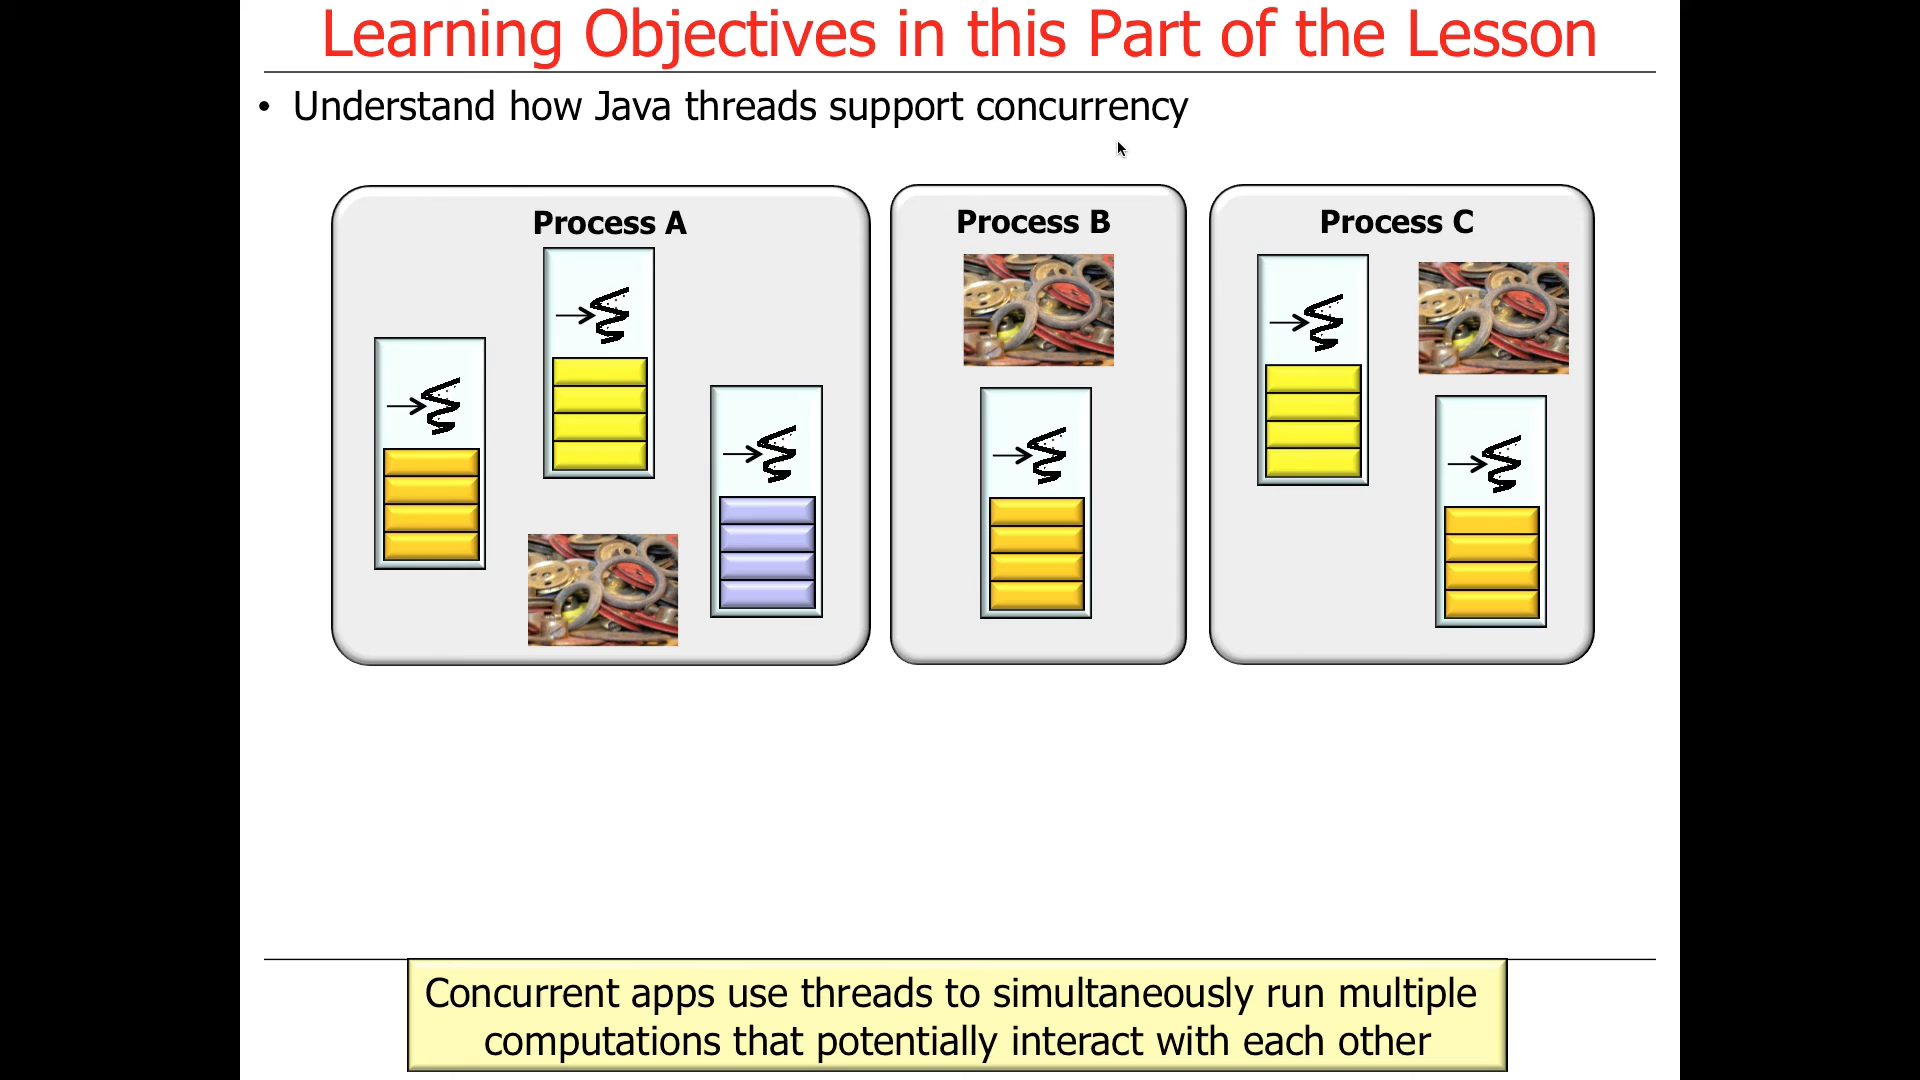 Learning Objectives in this Part of the Lesson
• Understand how Java threads support concurrency
Process A
Process B
Process C
Concurrent apps use threads to simultaneously run multiple
computations that potentially interact with each other